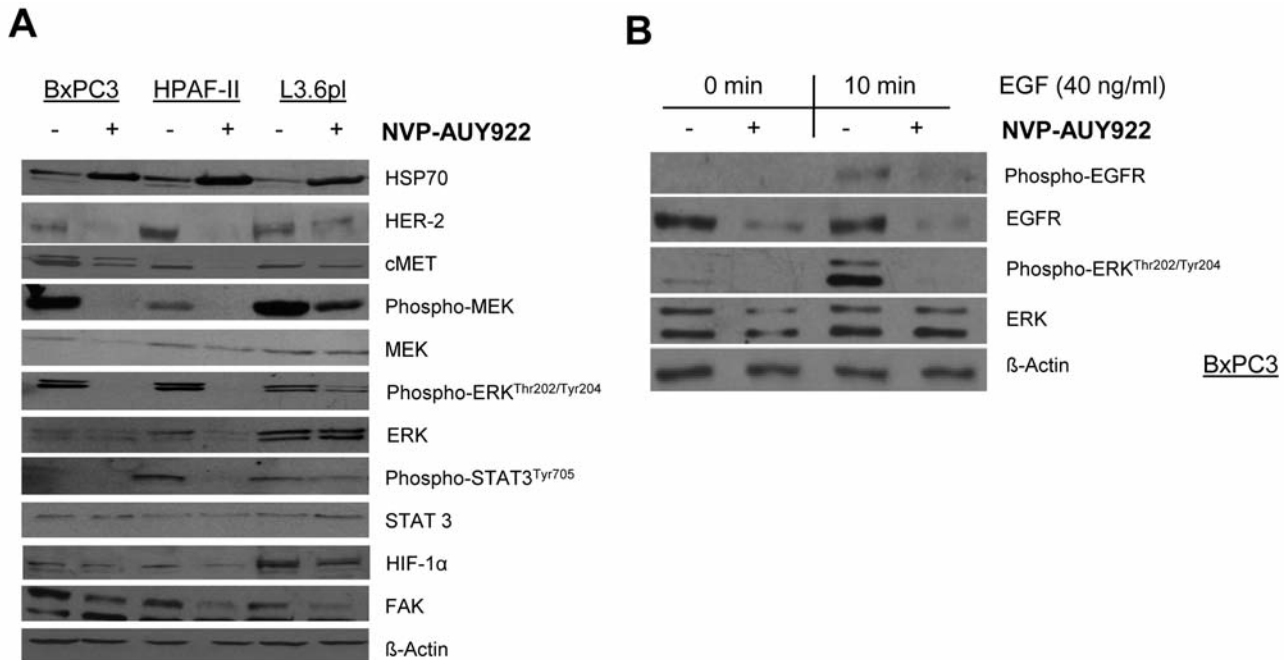 A
BxPC3 HPAF-II L3.6pl
- + - + - + NVP-AUY922
HSP70
HER-2
cMET
Phospho-MEK
MEK
Phospho-ERKThr202/Tyr204
ERK
Phospho-STAT3Tyr705
STAT 3
HIF-1α
FAK
ß-Actin
B
0 min 10 min EGF (40 ng/ml)
- + - + NVP-AUY922
Phospho-EGFR
EGFR
Phospho-ERKThr202/Tyr204
ERK
ß-Actin BxPC3